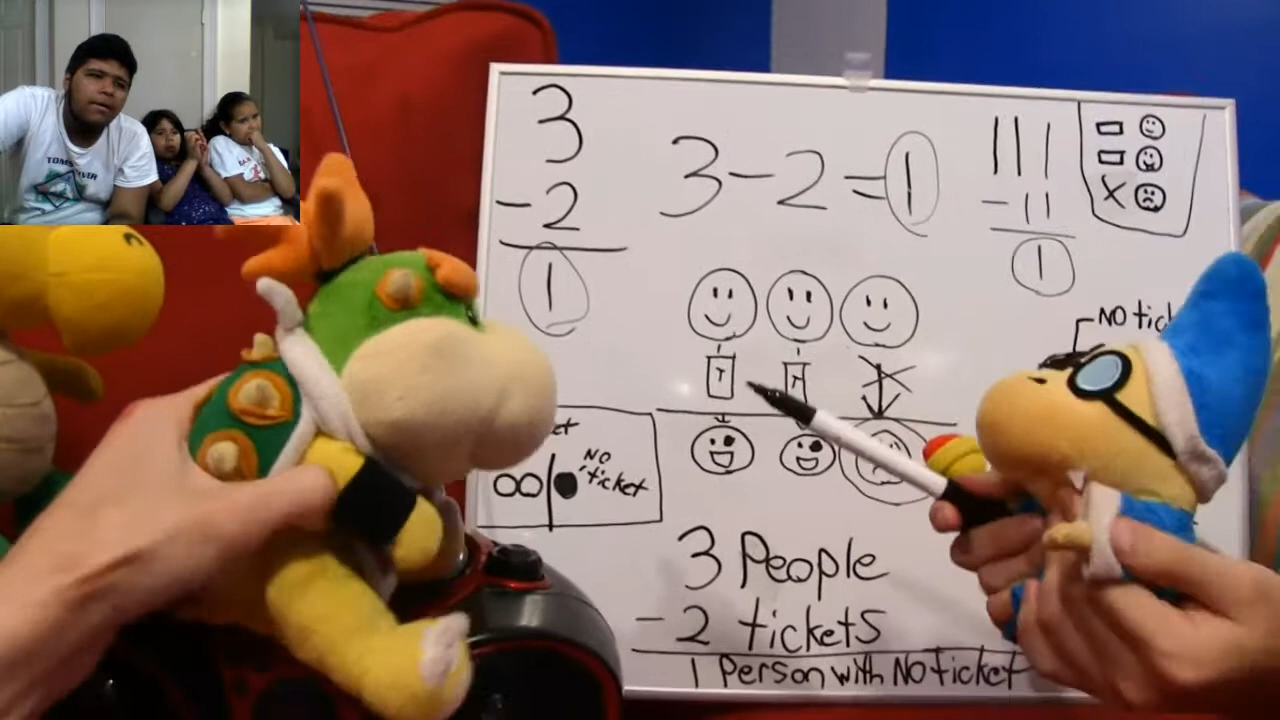 3
- 2
1
3 - 2 = 1
111
- 11
1
X
T T
NO
NO
ticket
3 People
- 2 tickets
1 Person with NO ticket